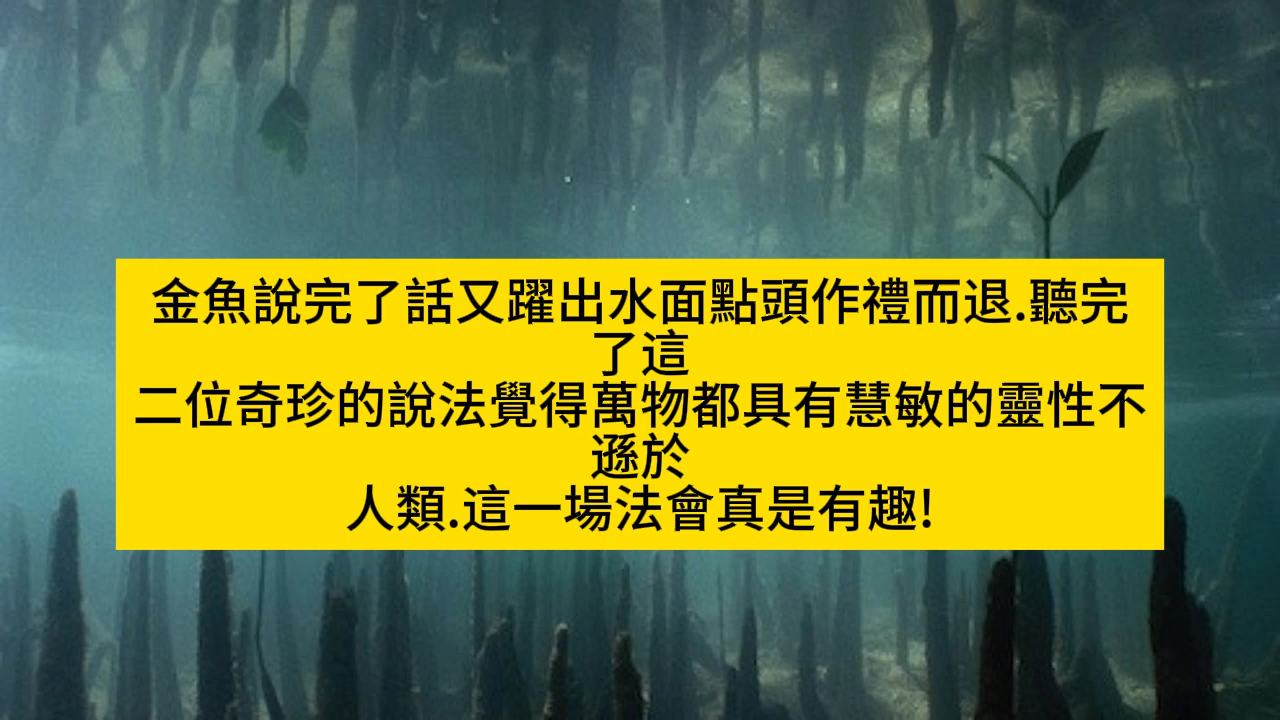 金魚說完了話又躍出水面點頭作禮而退.聽完
了這
二位奇珍的說法覺得萬物都具有慧敏的靈性不
遜於
人類.這一場法會真是有趣!